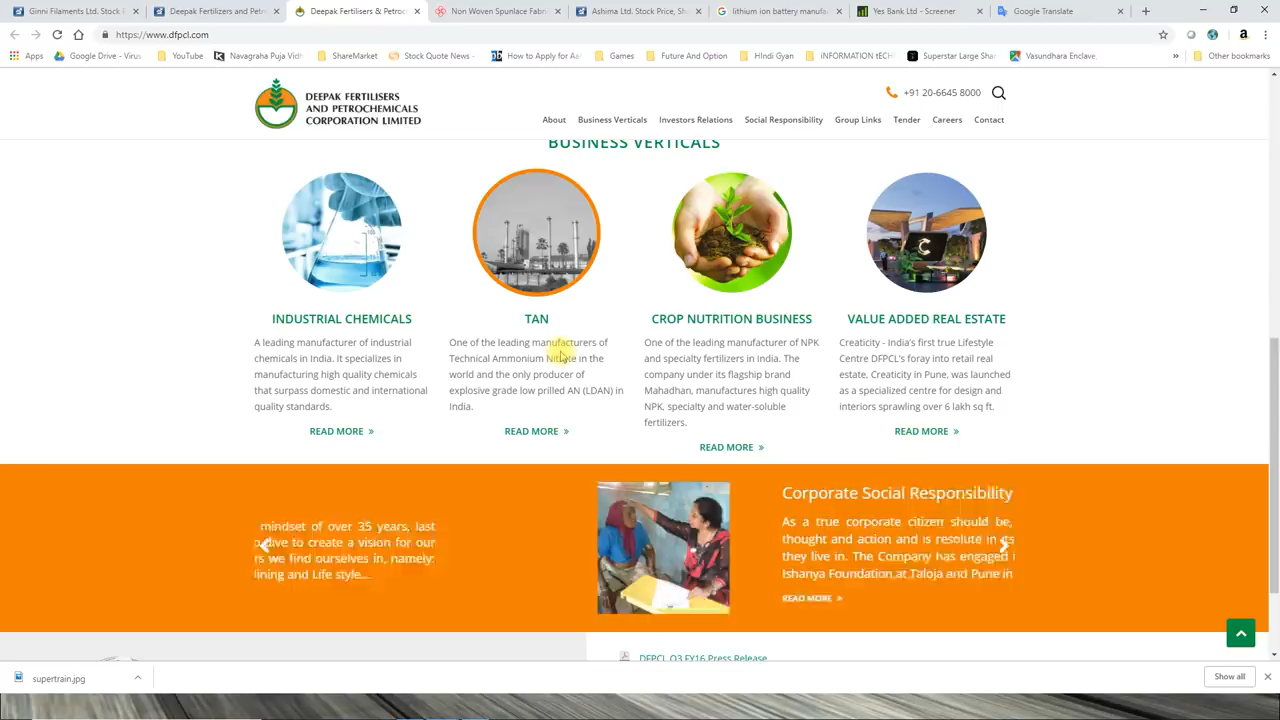 Ginni Filaments Ltd. Stock P
Deepak Fertilizers and Petr
Deepak Fertilisers & Petroc
Non Woven Spunlace Fabri
Ashima Ltd. Stock Price, Sh
lithium ion battery manufa
Yes Bank Ltd - Screener
Google Translate
https://www.dfpcl.com
Apps
Google Drive - Virus
YouTube
Navagraha Puja Vidh
ShareMarket
Stock Quote News -
How to Apply for Aa
Games
Future And Option
HIndi Gyan
iNFORMATION tECH
Superstar Large Shar
Vasundhara Enclave
Other bookmarks
DEEPAK FERTILISERS
AND PETROCHEMICALS
CORPORATION LIMITED
+91 20-6645 8000
About Business Verticals Investors Relations Social Responsibility Group Links Tender Careers Contact
BUSINESS VERTICALS
INDUSTRIAL CHEMICALS
A leading manufacturer of industrial
chemicals in India. It specializes in
manufacturing high quality chemicals
that surpass domestic and international
quality standards.
READ MORE »
TAN
One of the leading manufacturers of
Technical Ammonium Nitrate in the
world and the only producer of
explosive grade low prilled AN (LDAN) in
India.
READ MORE »
CROP NUTRITION BUSINESS
One of the leading manufacturer of NPK
and specialty fertilizers in India. The
company under its flagship brand
Mahadhan, manufactures high quality
NPK, specialty and water-soluble
fertilizers.
READ MORE »
VALUE ADDED REAL ESTATE
Creaticity - India's first true Lifestyle
Centre DFPCL's foray into retail real
estate, Creaticity in Pune, was launched
as a specialized centre for design and
interiors sprawling over 6 lakh sq ft.
READ MORE »
mindset of over 35 years, last
dive to create a vision for our
rs we find ourselves in, namely:
lining and Life style...
Corporate Social Responsibility
As a true corporate citizen should be,
thought and action and is resolute in its
they live in. The Company has engaged i
Ishanya Foundation at Taloja and Pune in
READ MORE »
DFPCL Q3 FY16 Press Release
supertrain.jpg
Show all